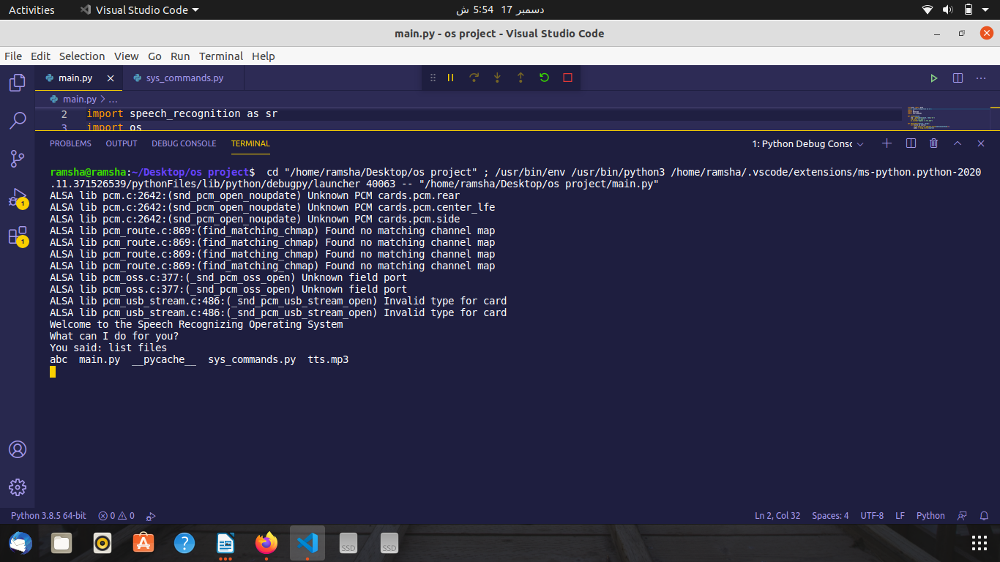 Activities
Visual Studio Code
دسمبر 17 5:54 ش
main.py - os project - Visual Studio Code
File Edit Selection View Go Run Terminal Help
main.py
sys_commands.py
main.py > ...
2 import speech_recognition as sr
3 import os
PROBLEMS OUTPUT DEBUG CONSOLE TERMINAL
1: Python Debug Consc
ramsha@ramsha:~/Desktop/os project$  cd "/home/ramsha/Desktop/os project" ; /usr/bin/env /usr/bin/python3 /home/ramsha/.vscode/extensions/ms-python.python-2020
.11.371526539/pythonFiles/lib/python/debugpy/launcher 40063 -- "/home/ramsha/Desktop/os project/main.py"
ALSA lib pcm.c:2642:(snd_pcm_open_noupdate) Unknown PCM cards.pcm.rear
ALSA lib pcm.c:2642:(snd_pcm_open_noupdate) Unknown PCM cards.pcm.center_lfe
ALSA lib pcm.c:2642:(snd_pcm_open_noupdate) Unknown PCM cards.pcm.side
ALSA lib pcm_route.c:869:(find_matching_chmap) Found no matching channel map
ALSA lib pcm_route.c:869:(find_matching_chmap) Found no matching channel map
ALSA lib pcm_route.c:869:(find_matching_chmap) Found no matching channel map
ALSA lib pcm_route.c:869:(find_matching_chmap) Found no matching channel map
ALSA lib pcm_oss.c:377:(_snd_pcm_oss_open) Unknown field port
ALSA lib pcm_oss.c:377:(_snd_pcm_oss_open) Unknown field port
ALSA lib pcm_usb_stream.c:486:(_snd_pcm_usb_stream_open) Invalid type for card
ALSA lib pcm_usb_stream.c:486:(_snd_pcm_usb_stream_open) Invalid type for card
Welcome to the Speech Recognizing Operating System
What can I do for you?
You said: list files
abc  main.py  __pycache__  sys_commands.py  tts.mp3
1
1
Python 3.8.5 64-bit 0 0
Ln 2, Col 32 Spaces: 4 UTF-8 LF Python
SSD SSD